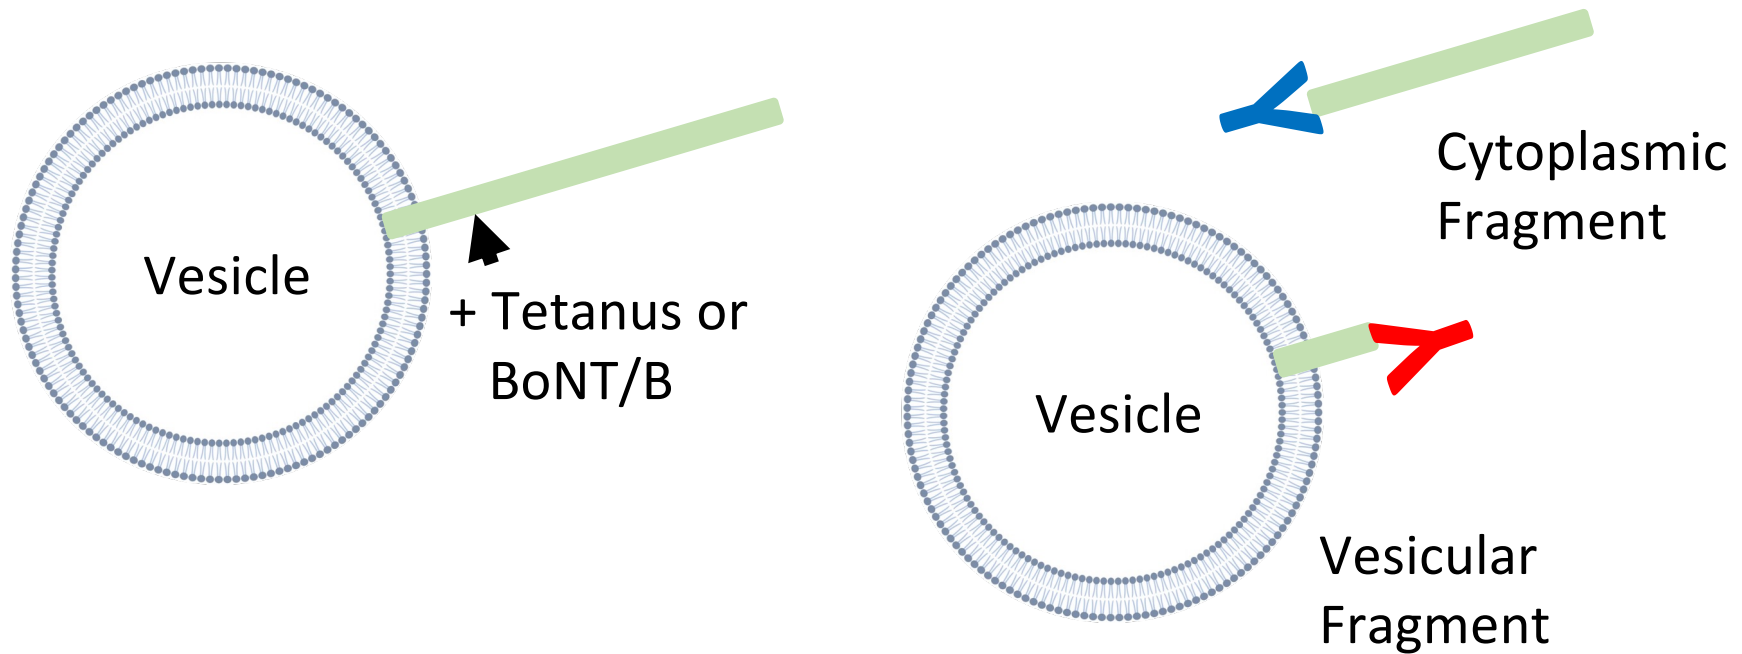 Vesicle
+ Tetanus or
BoNT/B
Cytoplasmic
Fragment
Vesicle
Vesicular
Fragment